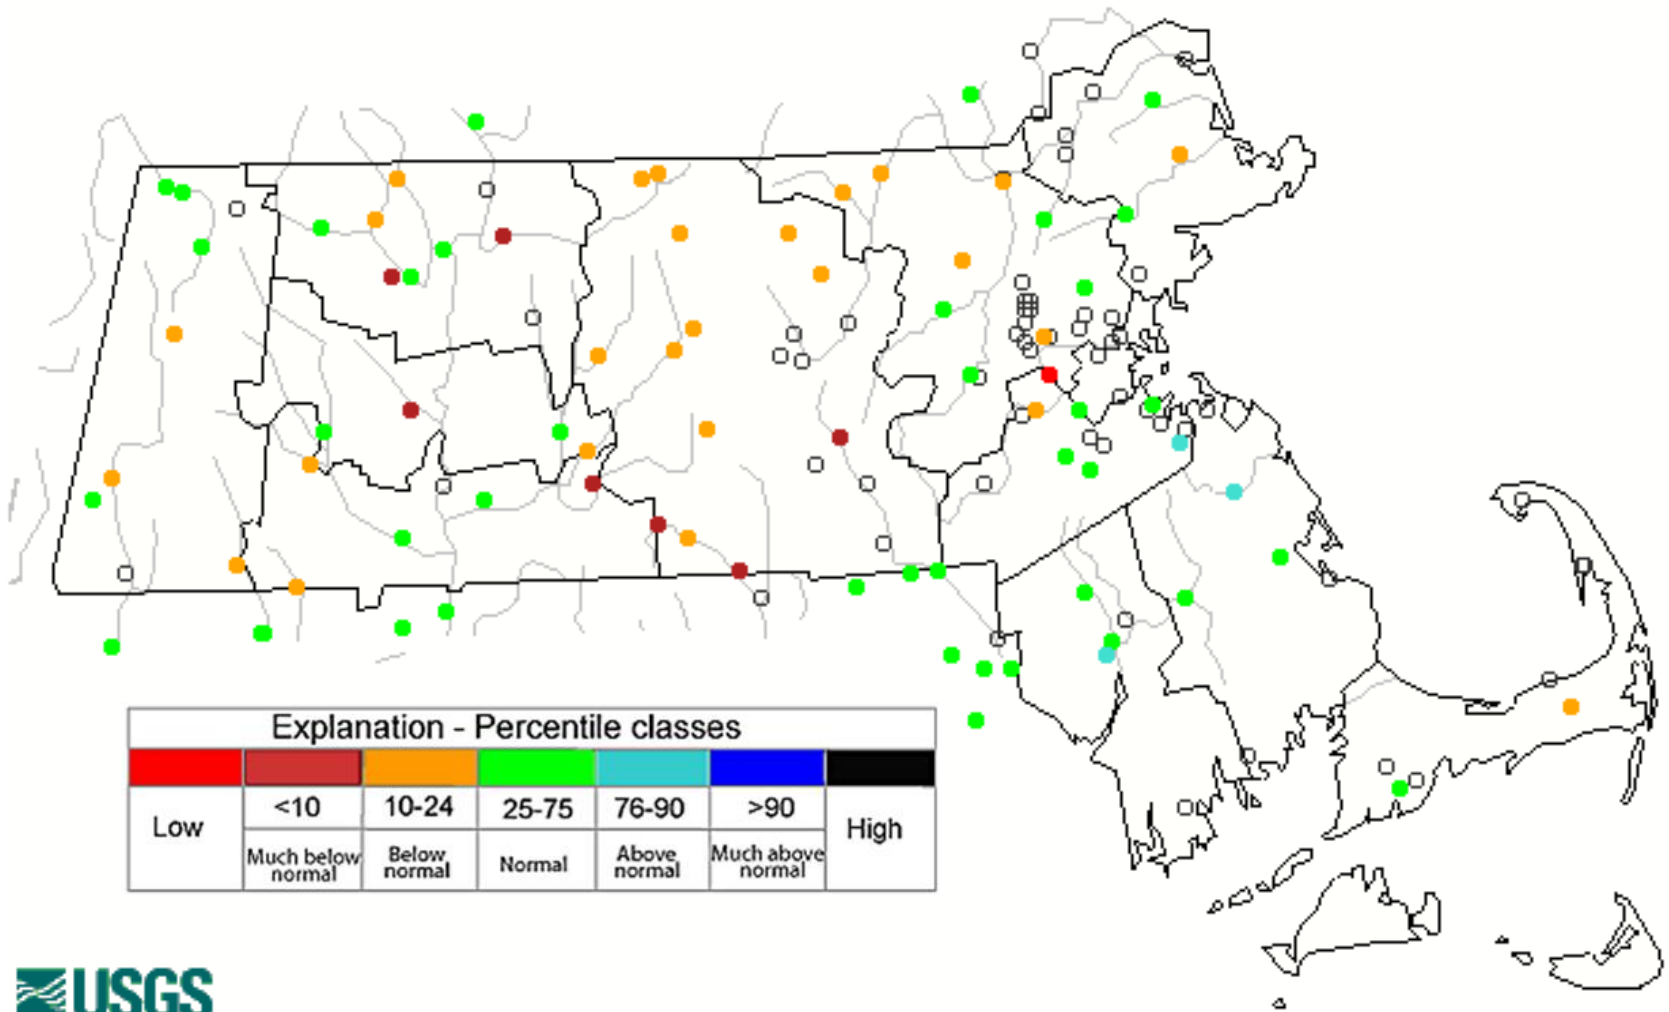 Explanation - Percentile classes
Low
<10
10-24
25-75
76-90
>90
High
Much below
normal
Below
normal
Normal
Above
normal
Much above
normal
USGS